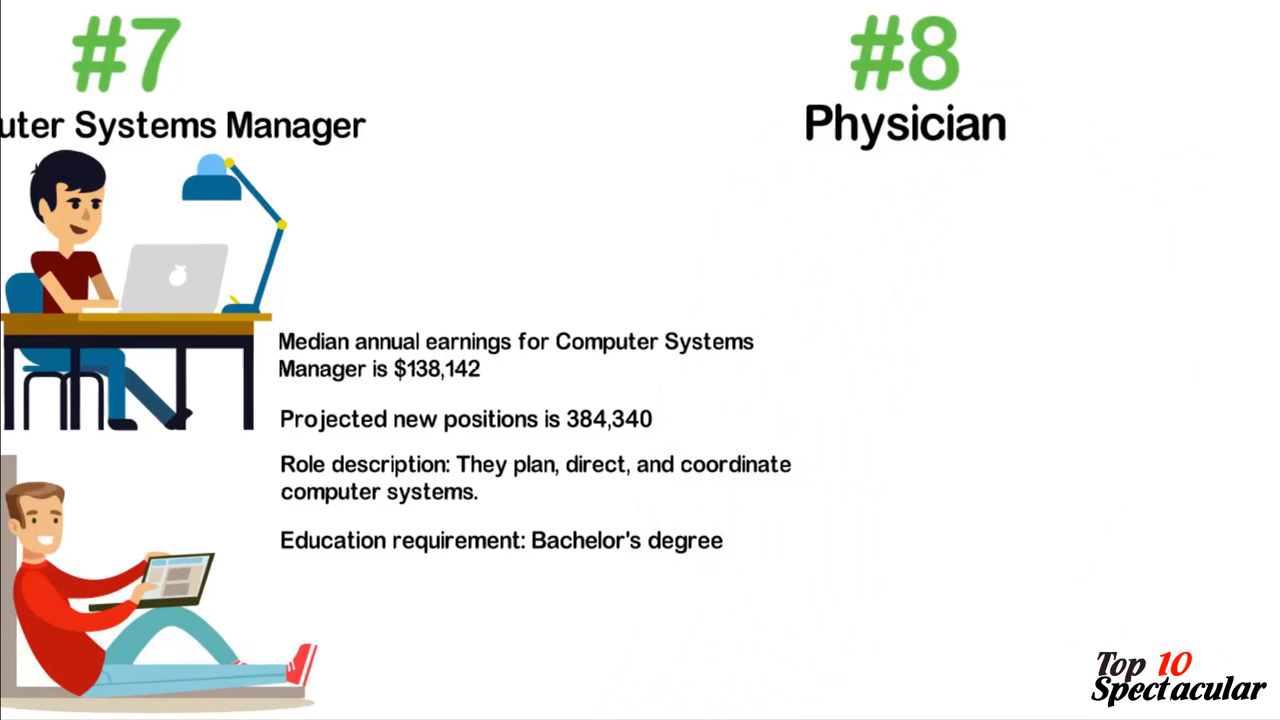 #7
uter Systems Manager
Median annual earnings for Computer Systems
Manager is $138,142
Projected new positions is 384,340
Role description: They plan, direct, and coordinate
computer systems.
Education requirement: Bachelor's degree
#8
Physician
Top 10
Spectacular